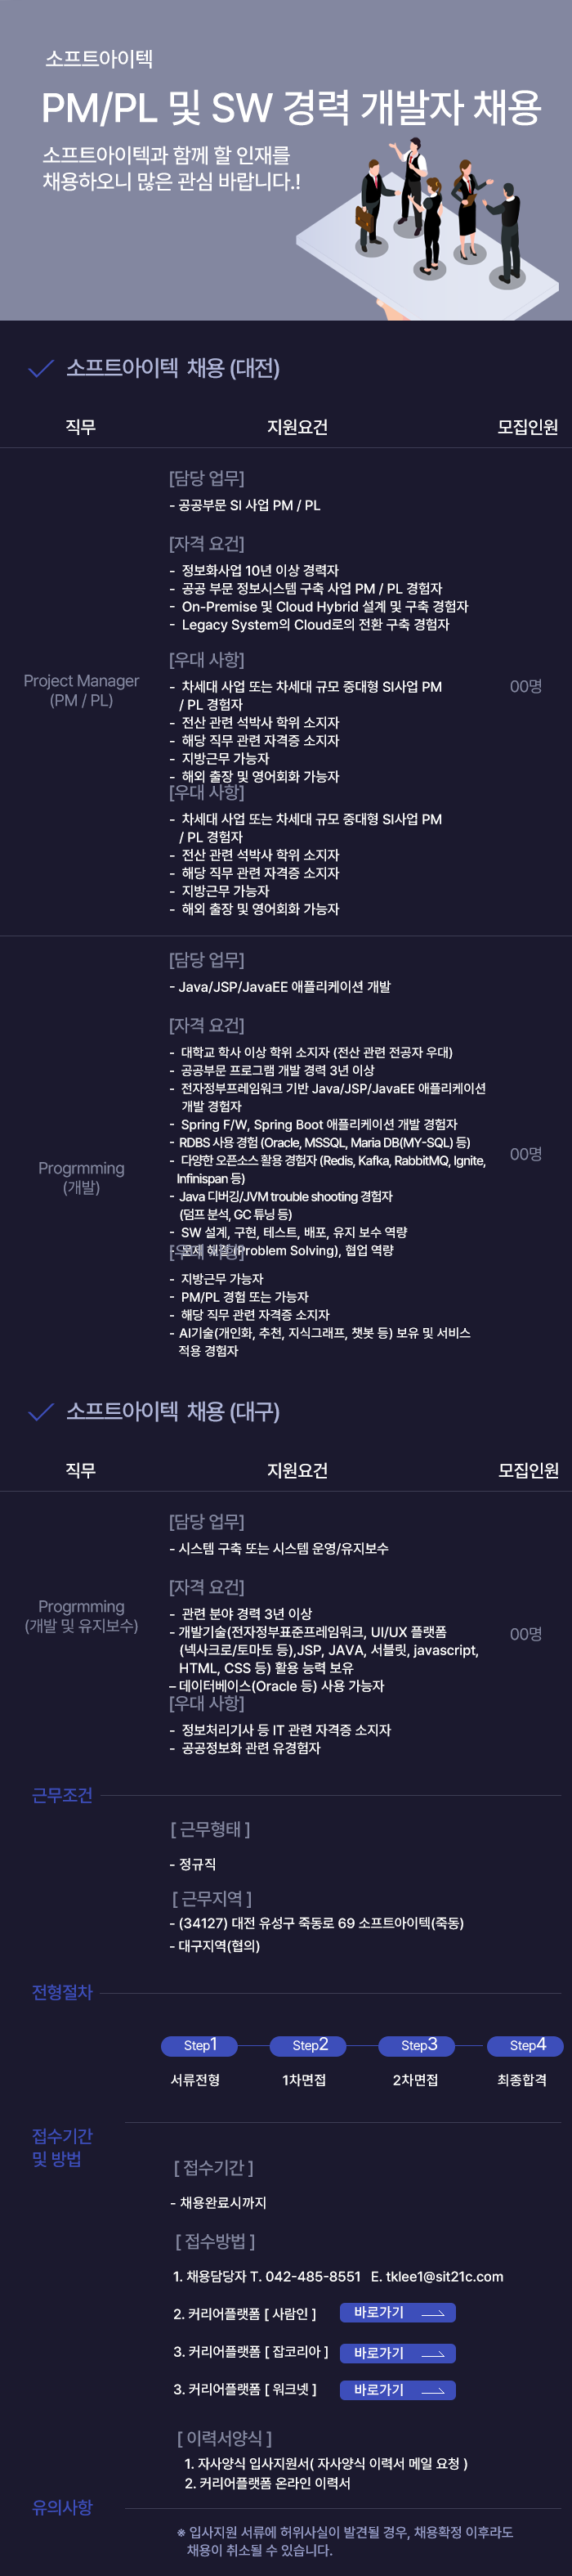 소프트아이텍
PM/PL 및 SW 경력 개발자 채용
소프트아이텍과 함께 할 인재를
채용하오니 많은 관심 바랍니다.!
소프트아이텍 채용 (대전)
직무 지원요건 모집인원
[담당 업무]
- 공공부문 SI 사업 PM / PL
[자격 요건]
- 정보화사업 10년 이상 경력자
- 공공 부문 정보시스템 구축 사업 PM / PL 경험자
- On-Premise 및 Cloud Hybrid 설계 및 구축 경험자
- Legacy System의 Cloud로의 전환 구축 경험자
Project Manager
(PM / PL)
00명
[우대 사항]
- 차세대 사업 또는 차세대 규모 중대형 SI사업 PM
/ PL 경험자
- 전산 관련 석박사 학위 소지자
- 해당 직무 관련 자격증 소지자
- 지방근무 가능자
- 해외 출장 및 영어회화 가능자
[우대 사항]
- 차세대 사업 또는 차세대 규모 중대형 SI사업 PM
/ PL 경험자
- 전산 관련 석박사 학위 소지자
- 해당 직무 관련 자격증 소지자
- 지방근무 가능자
- 해외 출장 및 영어회화 가능자
[담당 업무]
- Java/JSP/JavaEE 애플리케이션 개발
[자격 요건]
- 대학교 학사 이상 학위 소지자 (전산 관련 전공자 우대)
- 공공부문 프로그램 개발 경력 3년 이상
- 전자정부프레임워크 기반 Java/JSP/JavaEE 애플리케이션
개발 경험자
- Spring F/W, Spring Boot 애플리케이션 개발 경험자
- RDBS 사용 경험 (Oracle, MSSQL, Maria DB(MY-SQL) 등)
- 다양한 오픈소스 활용 경험자 (Redis, Kafka, RabbitMQ, Ignite,
Infinispan 등)
- Java 디버깅/JVM trouble shooting 경험자
(덤프 분석, GC 튜닝 등)
- SW 설계, 구현, 테스트, 배포, 유지 보수 역량
- 문제 해결 (Problem Solving), 협업 역량
Progrmming
(개발)
00명
[우대 사항]
- 지방근무 가능자
- PM/PL 경험 또는 가능자
- 해당 직무 관련 자격증 소지자
- AI기술(개인화, 추천, 지식그래프, 챗봇 등) 보유 및 서비스
적용 경험자
소프트아이텍 채용 (대구)
직무 지원요건 모집인원
[담당 업무]
- 시스템 구축 또는 시스템 운영/유지보수
[자격 요건]
- 관련 분야 경력 3년 이상
- 개발기술(전자정부표준프레임워크, UI/UX 플랫폼
(넥사크로/토마토 등),JSP, JAVA, 서블릿, javascript,
HTML, CSS 등) 활용 능력 보유
– 데이터베이스(Oracle 등) 사용 가능자
Progrmming
(개발 및 유지보수)
00명
[우대 사항]
- 정보처리기사 등 IT 관련 자격증 소지자
- 공공정보화 관련 유경험자
근무조건
[ 근무형태 ]
- 정규직
[ 근무지역 ]
- (34127) 대전 유성구 죽동로 69 소프트아이텍(죽동)
- 대구지역(협의)
전형절차
Step1 Step2 Step3 Step4
서류전형 1차면접 2차면접 최종합격
접수기간
및 방법
[ 접수기간 ]
- 채용완료시까지
[ 접수방법 ]
1. 채용담당자 T. 042-485-8551 E. tklee1@sit21c.com
2. 커리어플랫폼 [ 사람인 ] 바로가기
3. 커리어플랫폼 [ 잡코리아 ] 바로가기
3. 커리어플랫폼 [ 워크넷 ] 바로가기
[ 이력서양식 ]
1. 자사양식 입사지원서( 자사양식 이력서 메일 요청 )
2. 커리어플랫폼 온라인 이력서
유의사항
※ 입사지원 서류에 허위사실이 발견될 경우, 채용확정 이후라도
채용이 취소될 수 있습니다.